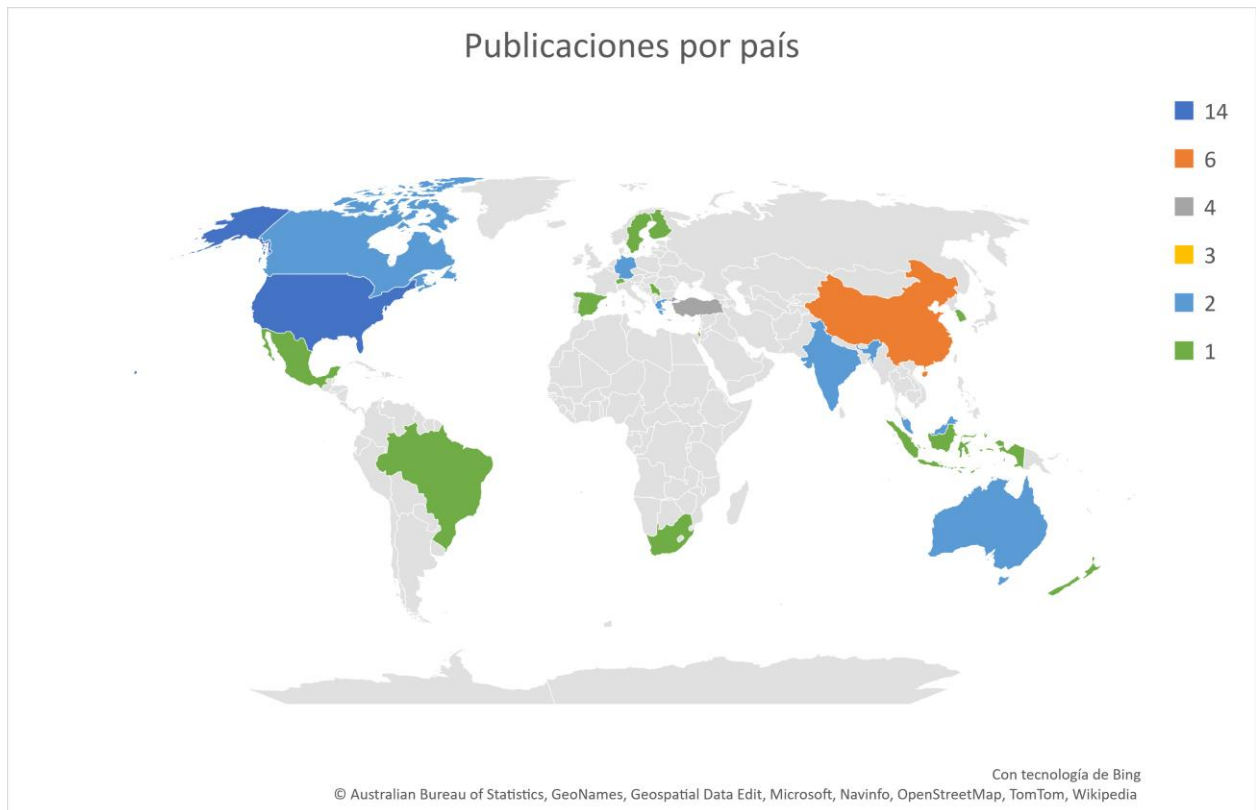 Publicaciones por país
14
6
4
3
2
1
Con tecnología de Bing
© Australian Bureau of Statistics, GeoNames, Geospatial Data Edit, Microsoft, Navinfo, OpenStreetMap, TomTom, Wikipedia